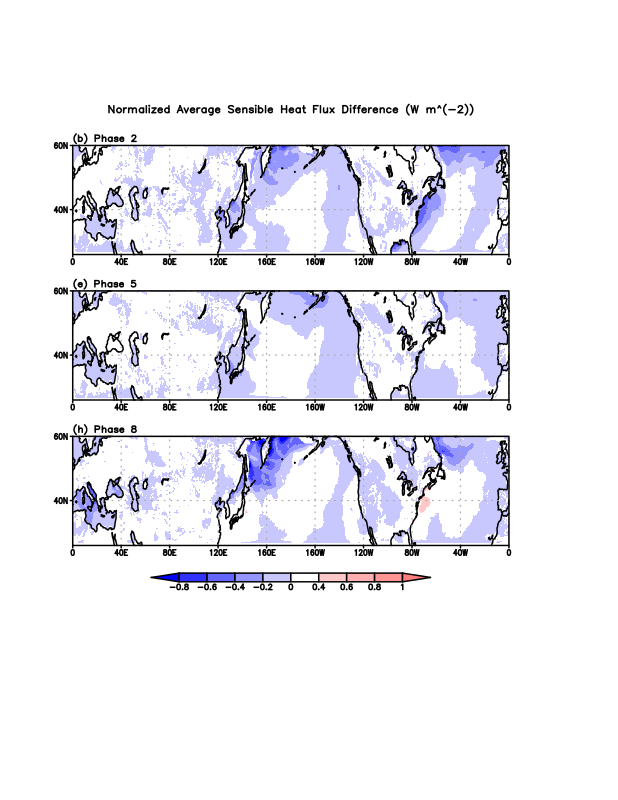 Normalized Average Sensible Heat Flux Difference (W m^(−2))
(b) Phase 2
60N
40N
0 40E 80E 120E 160E 160W 120W 80W 40W 0
(e) Phase 5
60N
40N
0 40E 80E 120E 160E 160W 120W 80W 40W 0
(h) Phase 8
60N
40N
0 40E 80E 120E 160E 160W 120W 80W 40W 0
−0.8 −0.6 −0.4 −0.2 0 0.4 0.6 0.8 1